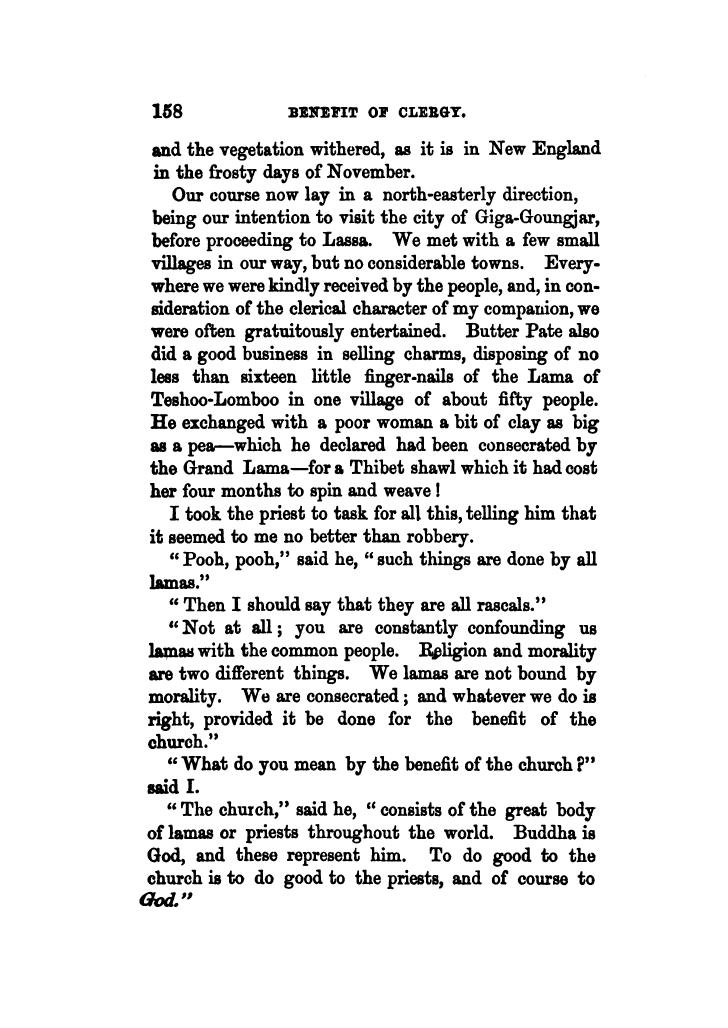 158 BENEFIT OF CLERGY.
and the vegetation withered, as it is in New England
in the frosty days of November.
Our course now lay in a north-easterly direction,
being our intention to visit the city of Giga-Goungjar,
before proceeding to Lassa. We met with a few small
villages in our way, but no considerable towns. Every-
where we were kindly received by the people, and, in con-
sideration of the clerical character of my companion, we
were often gratuitously entertained. Butter Pate also
did a good business in selling charms, disposing of no
less than sixteen little finger-nails of the Lama of
Teshoo-Lomboo in one village of about fifty people.
He exchanged with a poor woman a bit of clay as big
as a pea—which he declared had been consecrated by
the Grand Lama—for a Thibet shawl which it had cost
her four months to spin and weave!
I took the priest to task for all this, telling him that
it seemed to me no better than robbery.
“Pooh, pooh,” said he, “such things are done by all
lamas.”
“Then I should say that they are all rascals.”
“Not at all; you are constantly confounding us
lamas with the common people. Religion and morality
are two different things. We lamas are not bound by
morality. We are consecrated; and whatever we do is
right, provided it be done for the benefit of the
church.”
“What do you mean by the benefit of the church?”
said I.
“The church,” said he, “consists of the great body
of lamas or priests throughout the world. Buddha is
God, and these represent him. To do good to the
church is to do good to the priests, and of course to
God.”